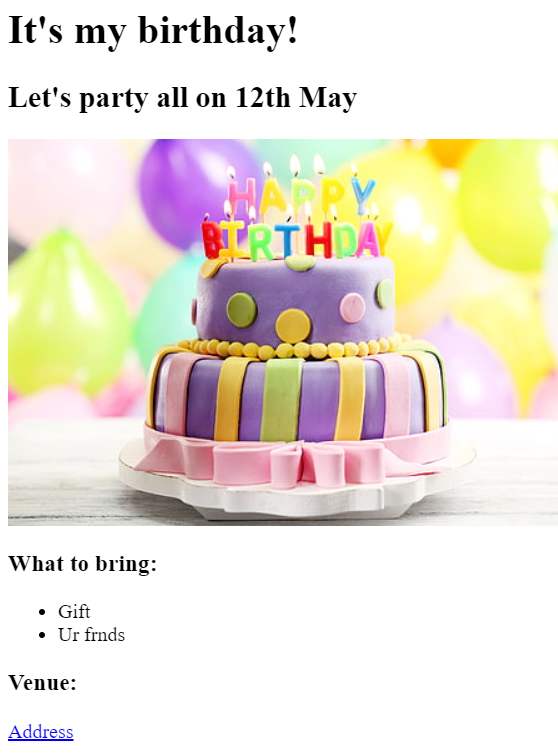 It's my birthday!
Let's party all on 12th May
HAPPY
BIRTHDAY
What to bring:
Gift
Ur frnds
Venue:
Address